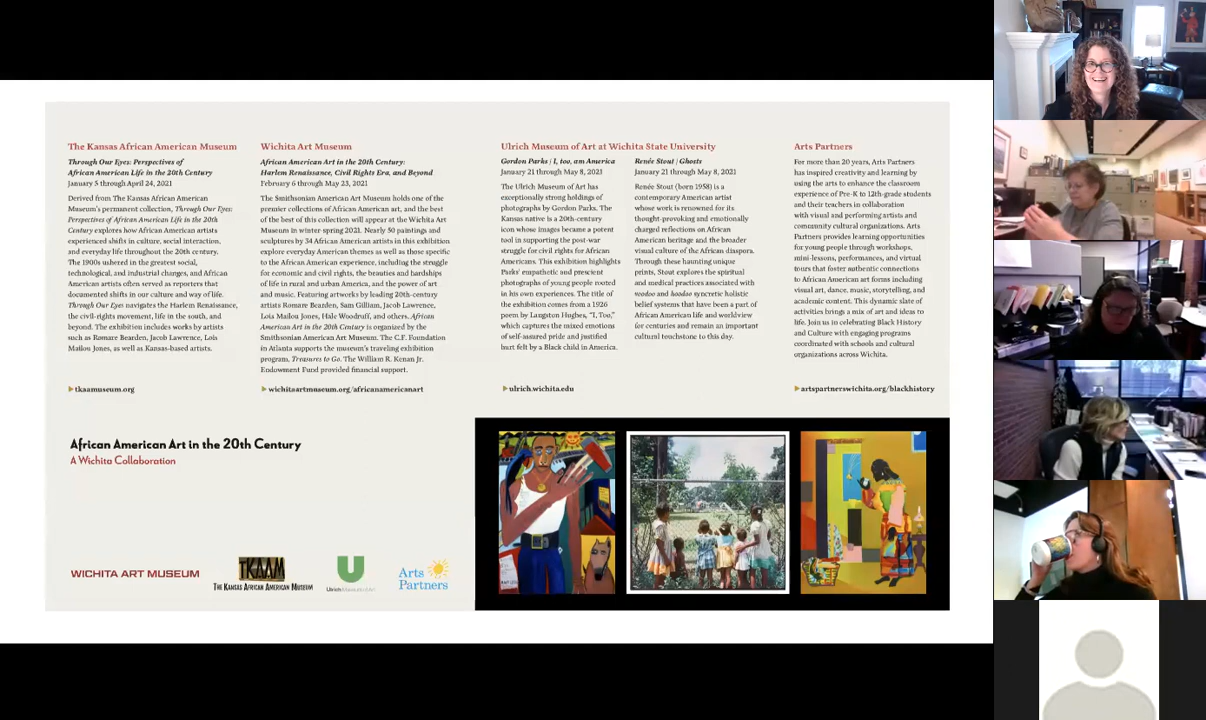 The Kansas African American Museum
Through Our Eyes: Perspectives of
African American Life in the 20th Century
January 5 through April 24, 2021
Derived from The Kansas African American
Museum's permanent collection, Through Our Eyes:
Perspectives of African American Life in the 20th
Century explores how African American artists
experienced shifts in culture, social interaction,
and everyday life throughout the 20th century.
The 1900s ushered in the greatest social,
technological, and industrial changes, and African
American artists often served as reporters that
documented shifts in our culture and way of life.
Through Our Eyes navigates the Harlem Renaissance,
the civil-rights movement, life in the south, and
beyond. The exhibition includes works by artists
such as Romare Bearden, Jacob Lawrence, Lois
Mailou Jones, as well as Kansas-based artists.
tkaamuseum.org
Wichita Art Museum
African American Art in the 20th Century:
Harlem Renaissance, Civil Rights Era, and Beyond
February 6 through May 23, 2021
The Smithsonian American Art Museum holds one of the
premier collections of African American art, and the best
of the best of this collection will appear at the Wichita Art
Museum in winter-spring 2021. Nearly 50 paintings and
sculptures by 34 African American artists in this exhibition
explore everyday American themes as well as those specific
to the African American experience, including the struggle
for economic and civil rights, the beauties and hardships
of life in rural and urban America, and the power of art
and music. Featuring artworks by leading 20th-century
artists Romare Bearden, Sam Gilliam, Jacob Lawrence,
Lois Mailou Jones, Hale Woodruff, and others, African
American Art in the 20th Century is organized by the
Smithsonian American Art Museum. The C.F. Foundation
in Atlanta supports the museum's traveling exhibition
program, Treasures to Go. The William R. Kenan Jr.
Endowment Fund provided financial support.
wichitaartmuseum.org/africanamericanart
Ulrich Museum of Art at Wichita State University
Gordon Parks | I, too, am America
January 21 through May 8, 2021
The Ulrich Museum of Art has
exceptionally strong holdings of
photographs by Gordon Parks. The
Kansas native is a 20th-century
icon whose images became a potent
tool in supporting the post-war
struggle for civil rights for African
Americans. This exhibition highlights
Parks' empathetic and prescient
photographs of young people rooted
in his own experiences. The title of
the exhibition comes from a 1926
poem by Langston Hughes, "I, Too,"
which captures the mixed emotions
of self-assured pride and justified
hurt felt by a Black child in America.
ulrich.wichita.edu
Renée Stout | Ghosts
January 21 through May 8, 2021
Renée Stout (born 1958) is a
contemporary American artist
whose work is renowned for its
thought-provoking and emotionally
charged reflections on African
American heritage and the broader
visual culture of the African diaspora.
Through these haunting unique
prints, Stout explores the spiritual
and medical practices associated with
voodoo and hoodoo syncretic holistic
belief systems that have been a part of
African American life and worldview
for centuries and remain an important
cultural touchstone to this day.
Arts Partners
For more than 20 years, Arts Partners
has inspired creativity and learning by
using the arts to enhance the classroom
experience of Pre-K to 12th-grade students
and their teachers in collaboration
with visual and performing artists and
community cultural organizations. Arts
Partners provides learning opportunities
for young people through workshops,
mini-lessons, performances, and virtual
tours that foster authentic connections
to African American art forms including
visual art, dance, music, storytelling, and
academic content. This dynamic slate of
activities brings a mix of art and ideas to
life. Join us in celebrating Black History
and Culture with engaging programs
coordinated with schools and cultural
organizations across Wichita.
artspartnerswichita.org/blackhistory
African American Art in the 20th Century
A Wichita Collaboration
WICHITA ART MUSEUM
TKAAM
THE KANSAS AFRICAN AMERICAN MUSEUM
U
Ulrich Museum of Art
Arts
Partners